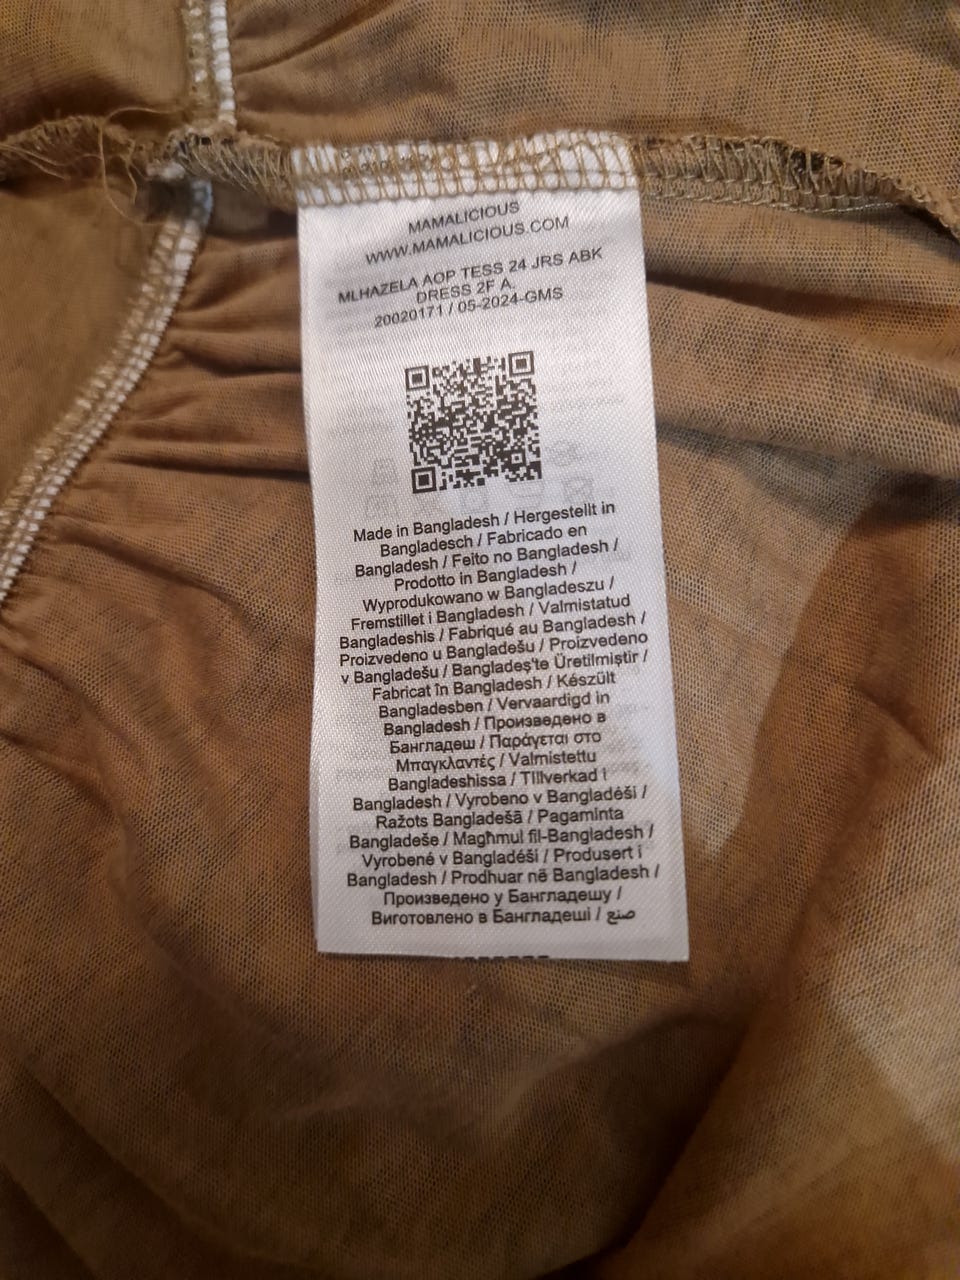 MAMALICIOUS
WWW.MAMALICIOUS.COM
MLHAZELA AOP TESS 24 JRS ABK
DRESS 2F A.
20020171 / 05-2024-GMS
Made in Bangladesh / Hergestellt in
Bangladesch / Fabricado en
Bangladesh / Feito no Bangladesh /
Prodotto in Bangladesh /
Wyprodukowano w Bangladeszu /
Fremstillet i Bangladesh / Valmistatud
Bangladeshis / Fabriqué au Bangladesh /
Proizvedeno u Bangladešu / Proizvedeno
v Bangladešu / Bangladeş'te Üretilmiştir /
Fabricat în Bangladesh / Készült
Bangladesben / Vervaardigd in
Bangladesh / Произведено в
Бангладеш / Παράγεται στο
Μπαγκλαντές / Valmistettu
Bangladeshissa / Tillverkad i
Bangladesh / Vyrobeno v Bangladéši /
Ražots Bangladešā / Pagaminta
Bangladeše / Magħmul fil-Bangladesh /
Vyrobené v Bangladéši / Produsert i
Bangladesh / Prodhuar në Bangladesh /
Произведено у Бангладешу /
Виготовлено в Бангладеші / صنع